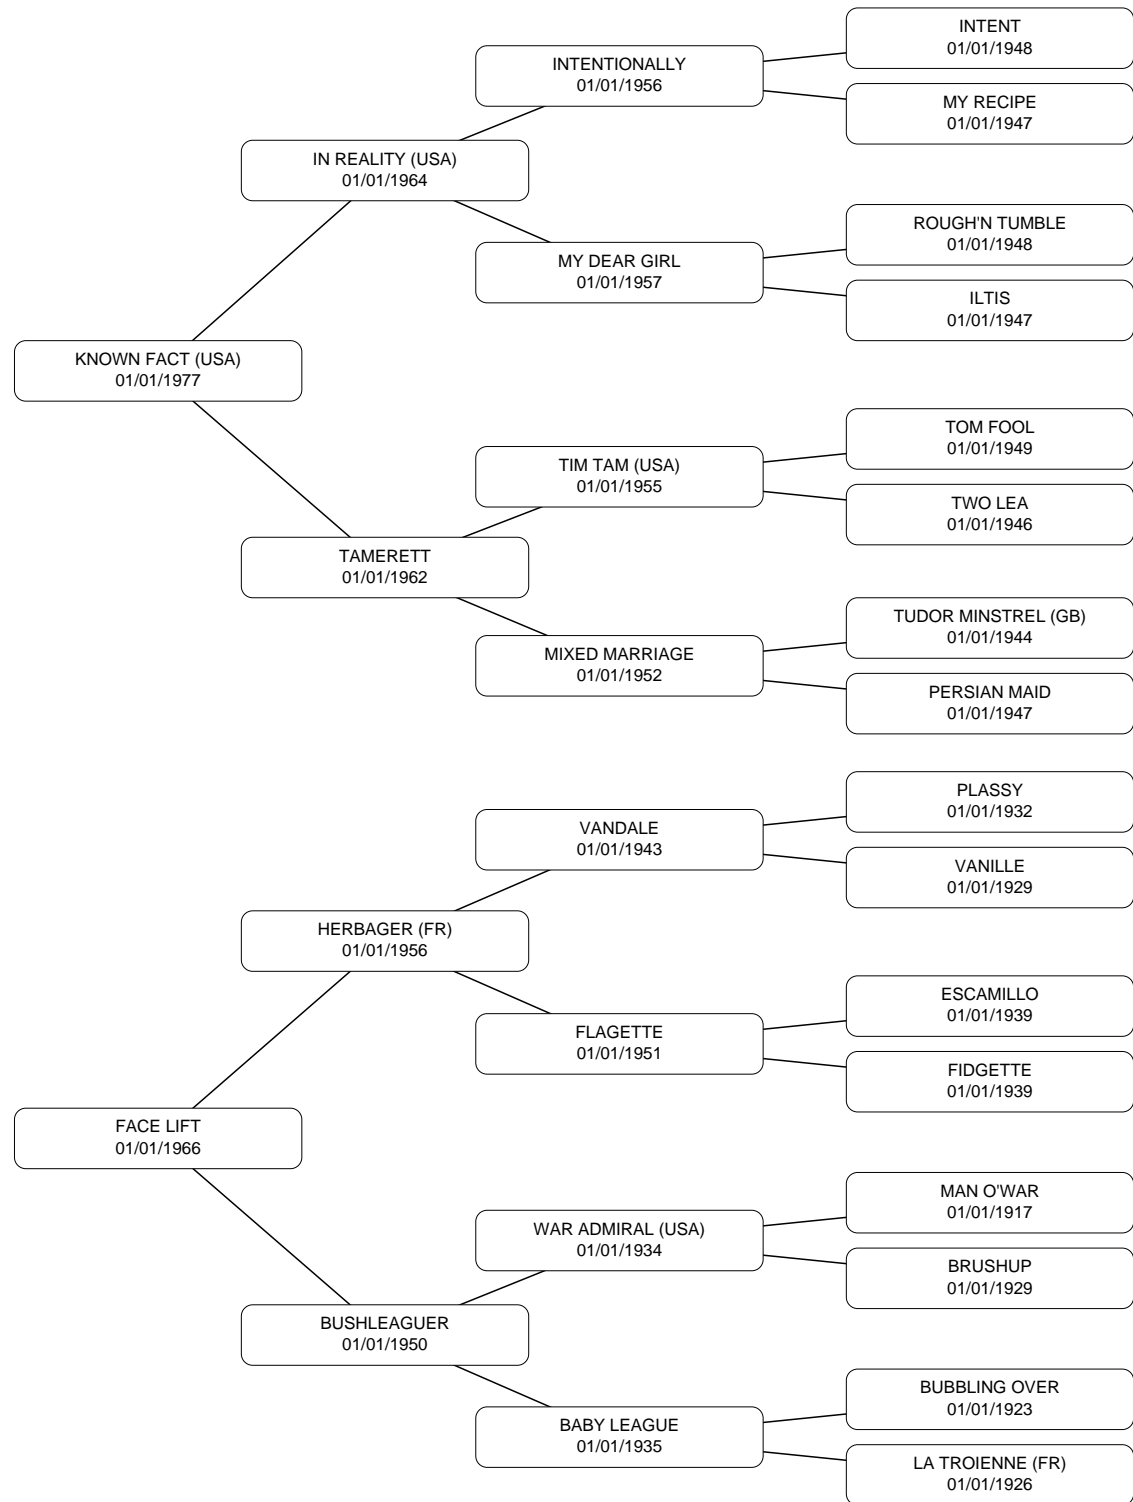 INTENT
01/01/1948
INTENTIONALLY
01/01/1956
MY RECIPE
01/01/1947
IN REALITY (USA)
01/01/1964
ROUGH'N TUMBLE
01/01/1948
MY DEAR GIRL
01/01/1957
ILTIS
01/01/1947
KNOWN FACT (USA)
01/01/1977
TOM FOOL
01/01/1949
TIM TAM (USA)
01/01/1955
TWO LEA
01/01/1946
TAMERETT
01/01/1962
TUDOR MINSTREL (GB)
01/01/1944
MIXED MARRIAGE
01/01/1952
PERSIAN MAID
01/01/1947
PLASSY
01/01/1932
VANDALE
01/01/1943
VANILLE
01/01/1929
HERBAGER (FR)
01/01/1956
ESCAMILLO
01/01/1939
FLAGETTE
01/01/1951
FIDGETTE
01/01/1939
FACE LIFT
01/01/1966
MAN O'WAR
01/01/1917
WAR ADMIRAL (USA)
01/01/1934
BRUSHUP
01/01/1929
BUSHLEAGUER
01/01/1950
BUBBLING OVER
01/01/1923
BABY LEAGUE
01/01/1935
LA TROIENNE (FR)
01/01/1926